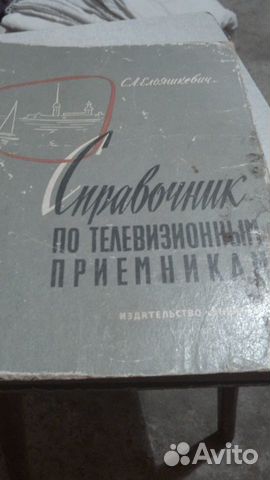 С.А.Ельяшкевич
Справочник
ПО ТЕЛЕВИЗИОННЫМ
ПРИЕМНИКАМ
ИЗДАТЕЛЬСТВО
Avito